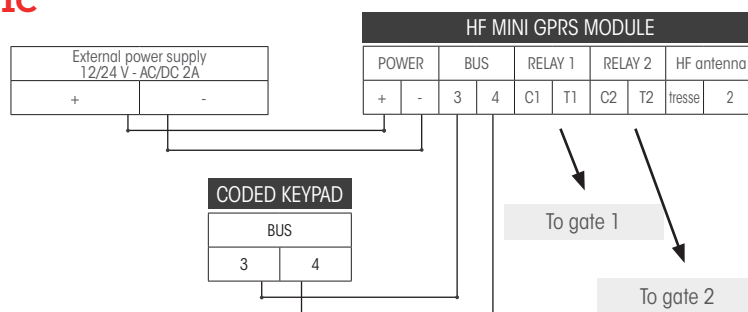 IC
HF MINI GPRS MODULE
External power supply
12/24 V - AC/DC 2A
+ -
POWER BUS RELAY 1 RELAY 2 HF antenna
+ - 3 4 C1 T1 C2 T2 tresse 2
CODED KEYPAD
BUS
3 4
To gate 1
To gate 2